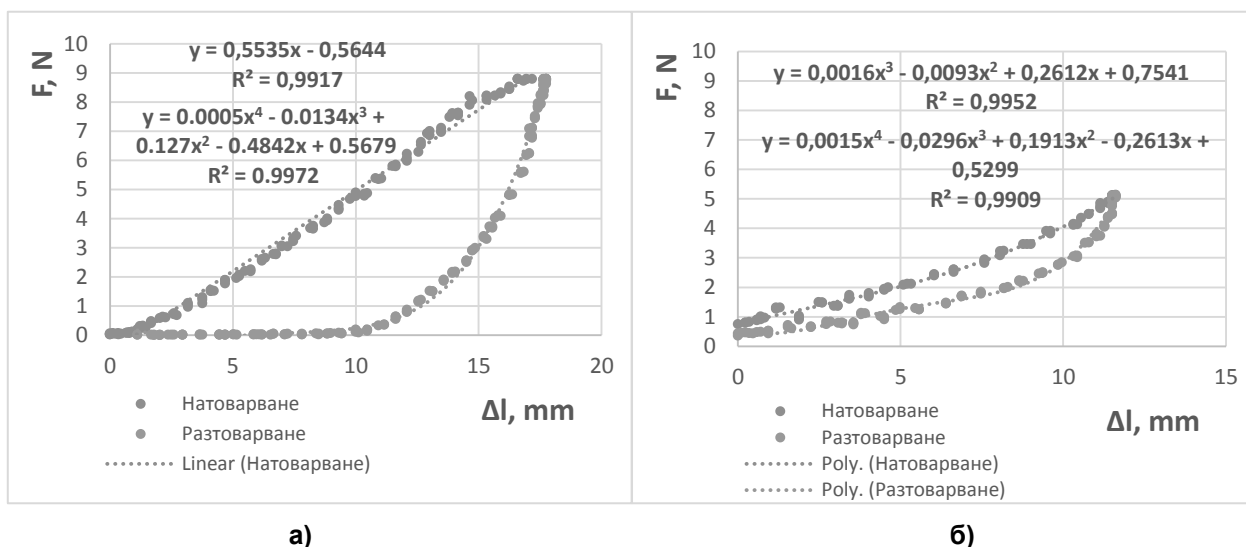 F, N
10
9
8
7
6
5
4
3
2
1
0
y = 0,5535x - 0,5644
R² = 0,9917
y = 0.0005x⁴ - 0.0134x³ +
0.127x² - 0.4842x + 0.5679
R² = 0.9972
0 5 10 15 20
Δl, mm
Натоварване
Разтоварване
Linear (Натоварване)
а)
F, N
10
9
8
7
6
5
4
3
2
1
0
y = 0,0016x³ - 0,0093x² + 0,2612x + 0,7541
R² = 0,9952
y = 0,0015x⁴ - 0,0296x³ + 0,1913x² - 0,2613x +
0,5299
R² = 0,9909
0 5 10 15
Δl, mm
Натоварване
Разтоварване
Poly. (Натоварване)
Poly. (Разтоварване)
б)